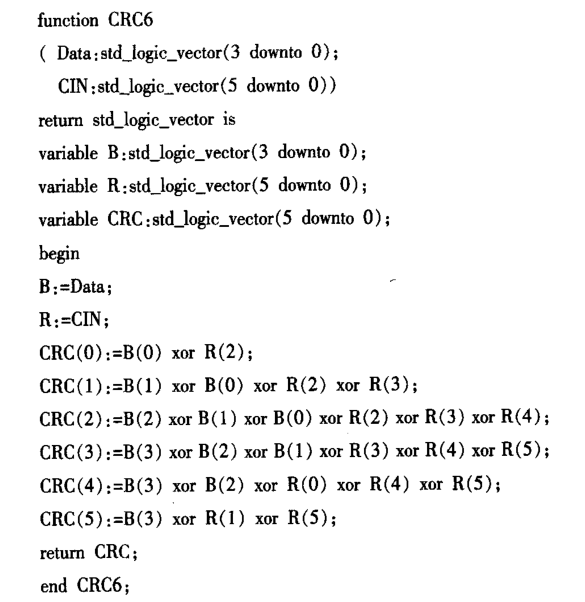 function CRC6
( Data:std_logic_vector(3 downto 0);
CIN:std_logic_vector(5 downto 0))
return std_logic_vector is
variable B:std_logic_vector(3 downto 0);
variable R:std_logic_vector(5 downto 0);
variable CRC:std_logic_vector(5 downto 0);
begin
B:=Data;
R:=CIN;
CRC(0):=B(0) xor R(2);
CRC(1):=B(1) xor B(0) xor R(2) xor R(3);
CRC(2):=B(2) xor B(1) xor B(0) xor R(2) xor R(3) xor R(4);
CRC(3):=B(3) xor B(2) xor B(1) xor R(3) xor R(4) xor R(5);
CRC(4):=B(3) xor B(2) xor R(0) xor R(4) xor R(5);
CRC(5):=B(3) xor R(1) xor R(5);
return CRC;
end CRC6;